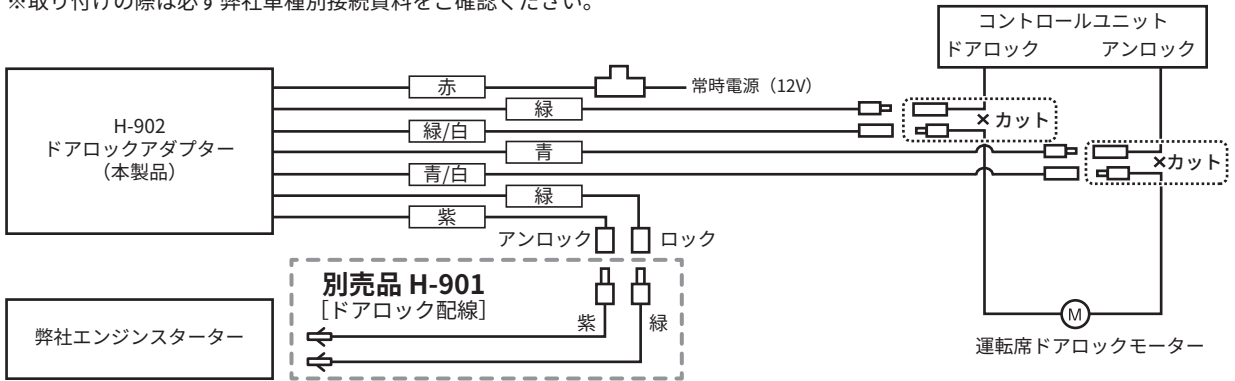 ※取り付けの際は必ず弊社車種別接続資料をご確認ください。
コントロールユニット
ドアロック アンロック
赤
常時電源（12V）
緑
緑/白
青
青/白
緑
紫
H-902
ドアロックアダプター
（本製品）
× カット
×カット
アンロック ロック
別売品 H-901
［ドアロック配線］
紫 緑
弊社エンジンスターター
M
運転席ドアロックモーター